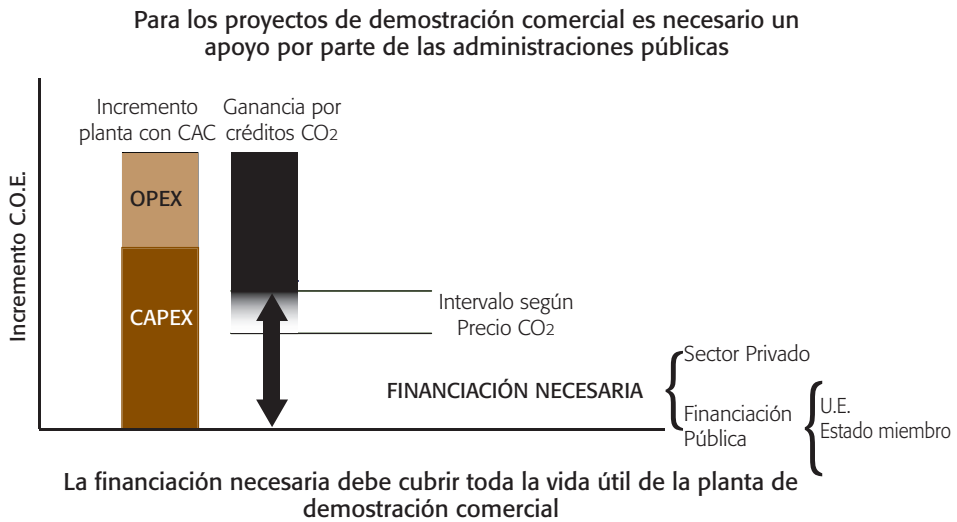 Para los proyectos de demostración comercial es necesario un
apoyo por parte de las administraciones públicas
Incremento
planta con CAC
Ganancia por
créditos CO2
Incremento C.O.E.
OPEX
CAPEX
Intervalo según
Precio CO2
FINANCIACIÓN NECESARIA
Sector Privado
Financiación
Pública
U.E.
Estado miembro
La financiación necesaria debe cubrir toda la vida útil de la planta de
demostración comercial